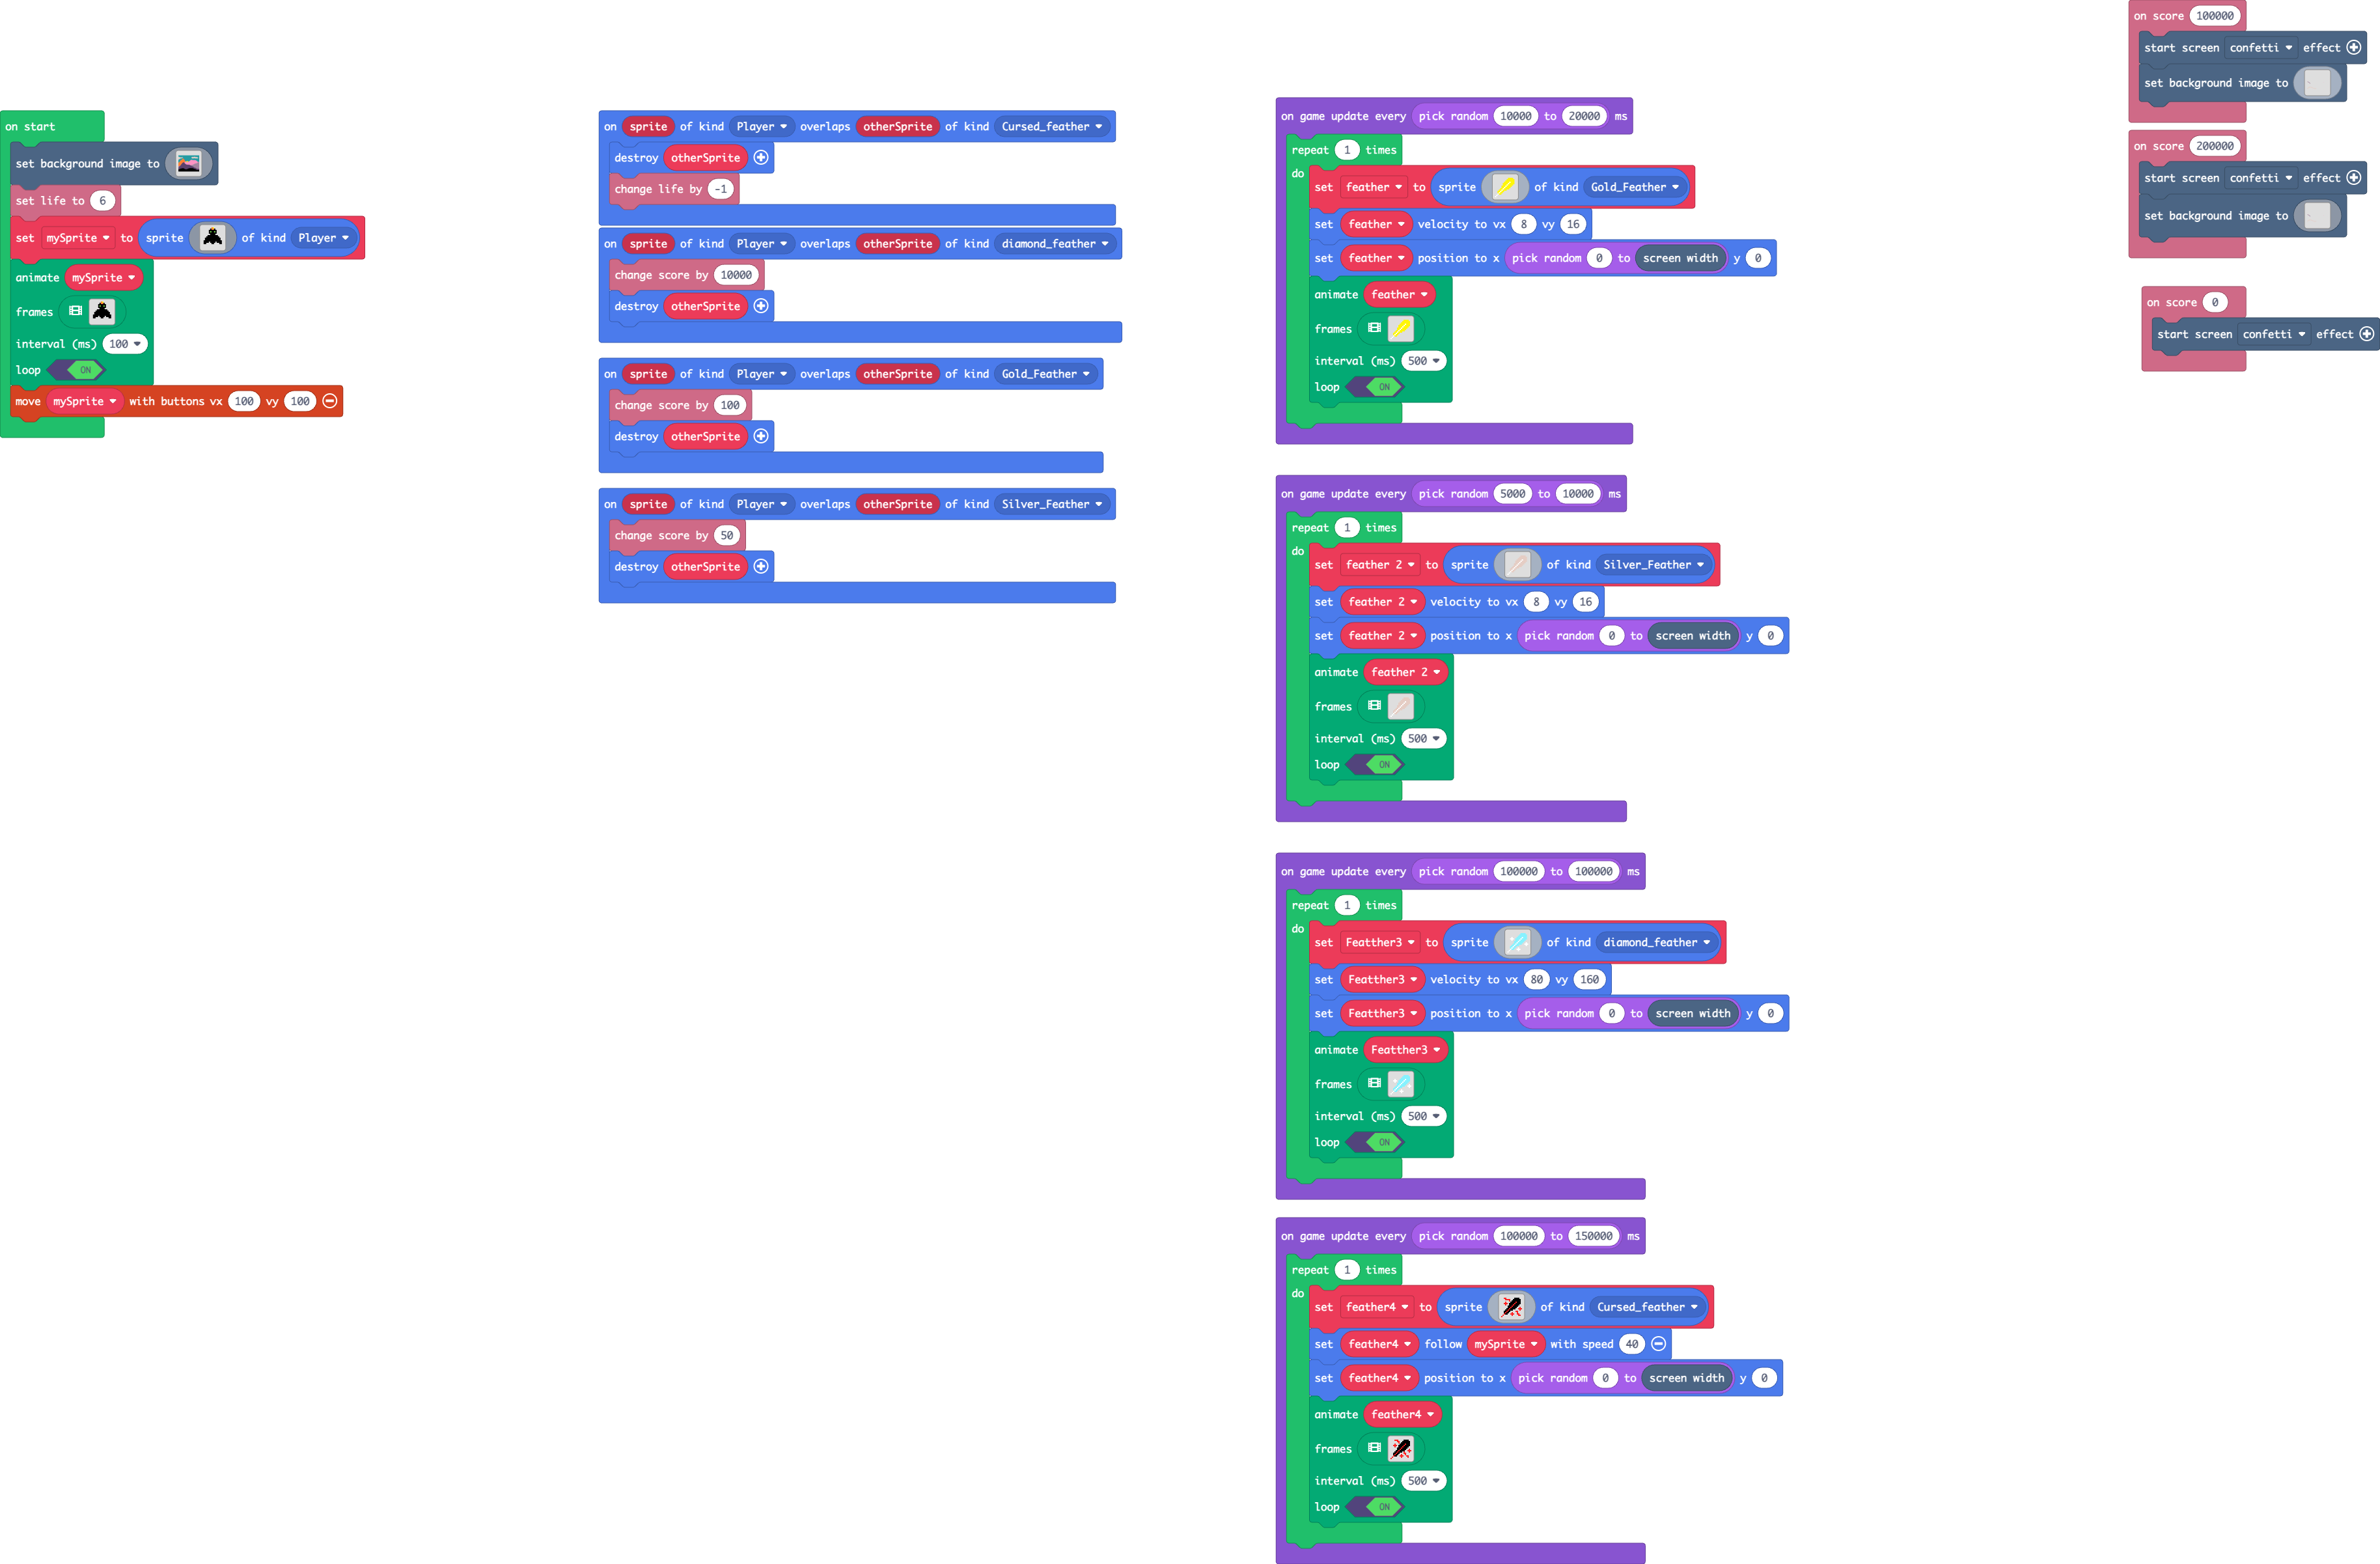 on start
set background image to
set life to 6
set mySprite to sprite of kind Player
animate mySprite
frames
interval (ms) 100
loop ON
move mySprite with buttons vx 100 vy 100
on sprite of kind Player overlaps otherSprite of kind Cursed_feather
destroy otherSprite
change life by -1
on sprite of kind Player overlaps otherSprite of kind diamond_feather
change score by 10000
destroy otherSprite
on sprite of kind Player overlaps otherSprite of kind Gold_Feather
change score by 100
destroy otherSprite
on sprite of kind Player overlaps otherSprite of kind Silver_Feather
change score by 50
destroy otherSprite
on game update every pick random 10000 to 20000 ms
repeat 1 times
do
set feather to sprite of kind Gold_Feather
set feather velocity to vx 8 vy 16
set feather position to x pick random 0 to screen width y 0
animate feather
frames
interval (ms) 500
loop ON
on game update every pick random 5000 to 10000 ms
repeat 1 times
do
set feather 2 to sprite of kind Silver_Feather
set feather 2 velocity to vx 8 vy 16
set feather 2 position to x pick random 0 to screen width y 0
animate feather 2
frames
interval (ms) 500
loop ON
on game update every pick random 100000 to 100000 ms
repeat 1 times
do
set Featther3 to sprite of kind diamond_feather
set Featther3 velocity to vx 80 vy 160
set Featther3 position to x pick random 0 to screen width y 0
animate Featther3
frames
interval (ms) 500
loop ON
on game update every pick random 100000 to 150000 ms
repeat 1 times
do
set feather4 to sprite of kind Cursed_feather
set feather4 follow mySprite with speed 40
set feather4 position to x pick random 0 to screen width y 0
animate feather4
frames
interval (ms) 500
loop ON
on score 100000
start screen confetti effect
set background image to
on score 200000
start screen confetti effect
set background image to
on score 0
start screen confetti effect